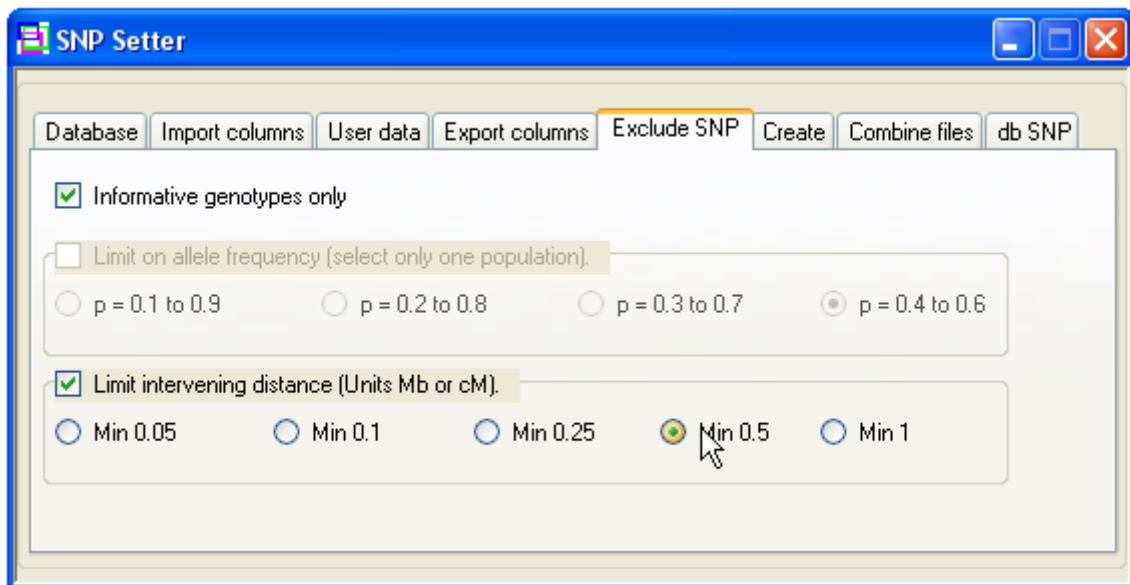 SNP Setter
Database Import columns User data Export columns Exclude SNP Create Combine files db SNP
Informative genotypes only
Limit on allele frequency (select only one population).
p = 0.1 to 0.9 p = 0.2 to 0.8 p = 0.3 to 0.7 p = 0.4 to 0.6
Limit intervening distance (Units Mb or cM).
Min 0.05 Min 0.1 Min 0.25 Min 0.5 Min 1